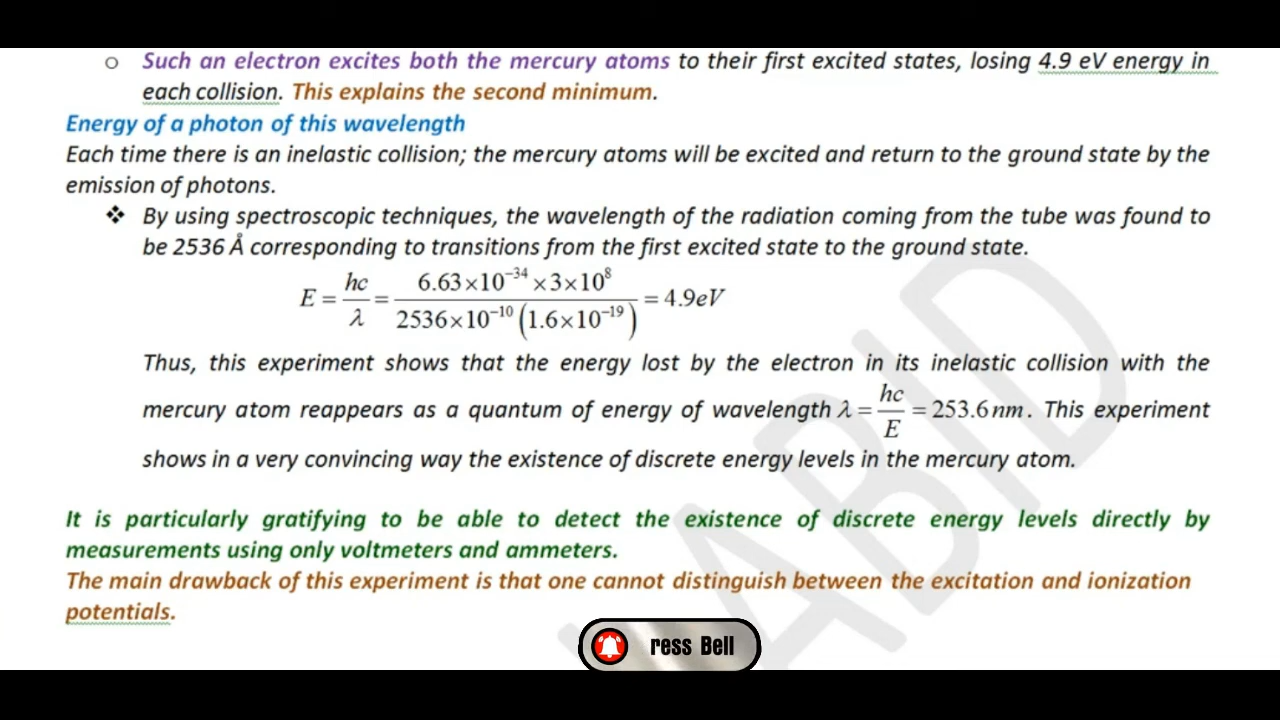 o Such an electron excites both the mercury atoms to their first excited states, losing 4.9 eV energy in
each collision. This explains the second minimum.
Energy of a photon of this wavelength
Each time there is an inelastic collision; the mercury atoms will be excited and return to the ground state by the
emission of photons.
❖ By using spectroscopic techniques, the wavelength of the radiation coming from the tube was found to
be 2536 Å corresponding to transitions from the first excited state to the ground state.
E = hc/λ = 6.63×10⁻³⁴ ×3×10⁸ / 2536×10⁻¹⁰ (1.6×10⁻¹⁹) = 4.9eV
Thus, this experiment shows that the energy lost by the electron in its inelastic collision with the
mercury atom reappears as a quantum of energy of wavelength λ = hc/E = 253.6 nm. This experiment
shows in a very convincing way the existence of discrete energy levels in the mercury atom.
It is particularly gratifying to be able to detect the existence of discrete energy levels directly by
measurements using only voltmeters and ammeters.
The main drawback of this experiment is that one cannot distinguish between the excitation and ionization
potentials.
ABID
ress Bell